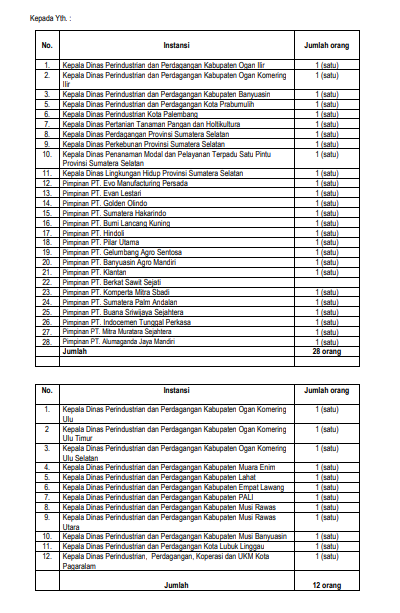 Kepada Yth. :
No. Instansi Jumlah orang
1. Kepala Dinas Perindustrian dan Perdagangan Kabupaten Ogan Ilir 1 (satu)
2. Kepala Dinas Perindustrian dan Perdagangan Kabupaten Ogan Komering 1 (satu)
Ilir
3. Kepala Dinas Perindustrian dan Perdagangan Kabupaten Banyuasin 1 (satu)
5. Kepala Dinas Perindustrian dan Perdagangan Kota Prabumulih 1 (satu)
6. Kepala Dinas Perindustrian Kota Palembang 1 (satu)
7. Kepala Dinas Pertanian Tanaman Pangan dan Holtikultura 1 (satu)
8. Kepala Dinas Perdagangan Provinsi Sumatera Selatan 1 (satu)
9. Kepala Dinas Perkebunan Provinsi Sumatera Selatan 1 (satu)
10. Kepala Dinas Penanaman Modal dan Pelayanan Terpadu Satu Pintu 1 (satu)
Provinsi Sumatera Selatan
11. Kepala Dinas Lingkungan Hidup Provinsi Sumatera Selatan 1 (satu)
12. Pimpinan PT. Evo Manufacturing Persada 1 (satu)
13. Pimpinan PT. Evan Lestari 1 (satu)
14. Pimpinan PT. Golden Olindo 1 (satu)
15. Pimpinan PT. Sumatera Hakarindo 1 (satu)
16. Pimpinan PT. Bumi Lancang Kuning 1 (satu)
17. Pimpinan PT. Hindoli 1 (satu)
18. Pimpinan PT. Pilar Utama 1 (satu)
19. Pimpinan PT. Gelumbang Agro Sentosa 1 (satu)
20. Pimpinan PT. Banyuasin Agro Mandiri 1 (satu)
21. Pimpinan PT. Klantan 1 (satu)
22. Pimpinan PT. Berkat Sawit Sejati
23. Pimpinan PT. Komperta Mitra Sbadi 1 (satu)
24. Pimpinan PT. Sumatera Palm Andalan 1 (satu)
25. Pimpinan PT. Buana Sriwijaya Sejahtera 1 (satu)
26. Pimpinan PT. Indocemen Tunggal Perkasa 1 (satu)
27. Pimpinan PT. Mitra Muratara Sejahtera 1 (satu)
28. Pimpinan PT. Alumaganda Jaya Mandiri 1 (satu)
Jumlah 28 orang
No. Instansi Jumlah orang
1. Kepala Dinas Perindustrian dan Perdagangan Kabupaten Ogan Komering 1 (satu)
Ulu
2 Kepala Dinas Perindustrian dan Perdagangan Kabupaten Ogan Komering 1 (satu)
Ulu Timur
3. Kepala Dinas Perindustrian dan Perdagangan Kabupaten Ogan Komering 1 (satu)
Ulu Selatan
4. Kepala Dinas Perindustrian dan Perdagangan Kabupaten Muara Enim 1 (satu)
5. Kepala Dinas Perindustrian dan Perdagangan Kabupaten Lahat 1 (satu)
6. Kepala Dinas Perindustrian dan Perdagangan Kabupaten Empat Lawang 1 (satu)
7. Kepala Dinas Perindustrian dan Perdagangan Kabupaten PALI 1 (satu)
8. Kepala Dinas Perindustrian dan Perdagangan Kabupaten Musi Rawas 1 (satu)
9. Kepala Dinas Perindustrian dan Perdagangan Kabupaten Musi Rawas 1 (satu)
Utara
10. Kepala Dinas Perindustrian dan Perdagangan Kabupaten Musi Banyuasin 1 (satu)
11. Kepala Dinas Perindustrian dan Perdagangan Kota Lubuk Linggau 1 (satu)
12. Kepala Dinas Perindustrian, Perdagangan, Koperasi dan UKM Kota 1 (satu)
Pagaralam
Jumlah 12 orang